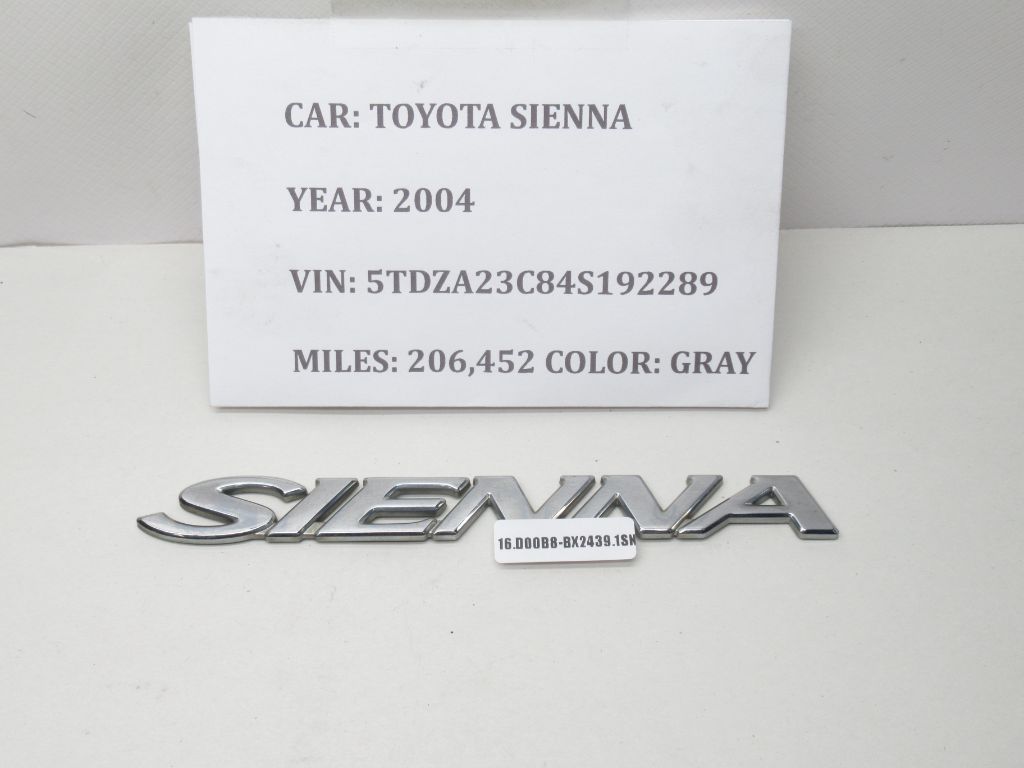 CAR: TOYOTA SIENNA
YEAR: 2004
VIN: 5TDZA23C84S192289
MILES: 206,452 COLOR: GRAY
SIENNA
16.D00B8-BX2439.1SN